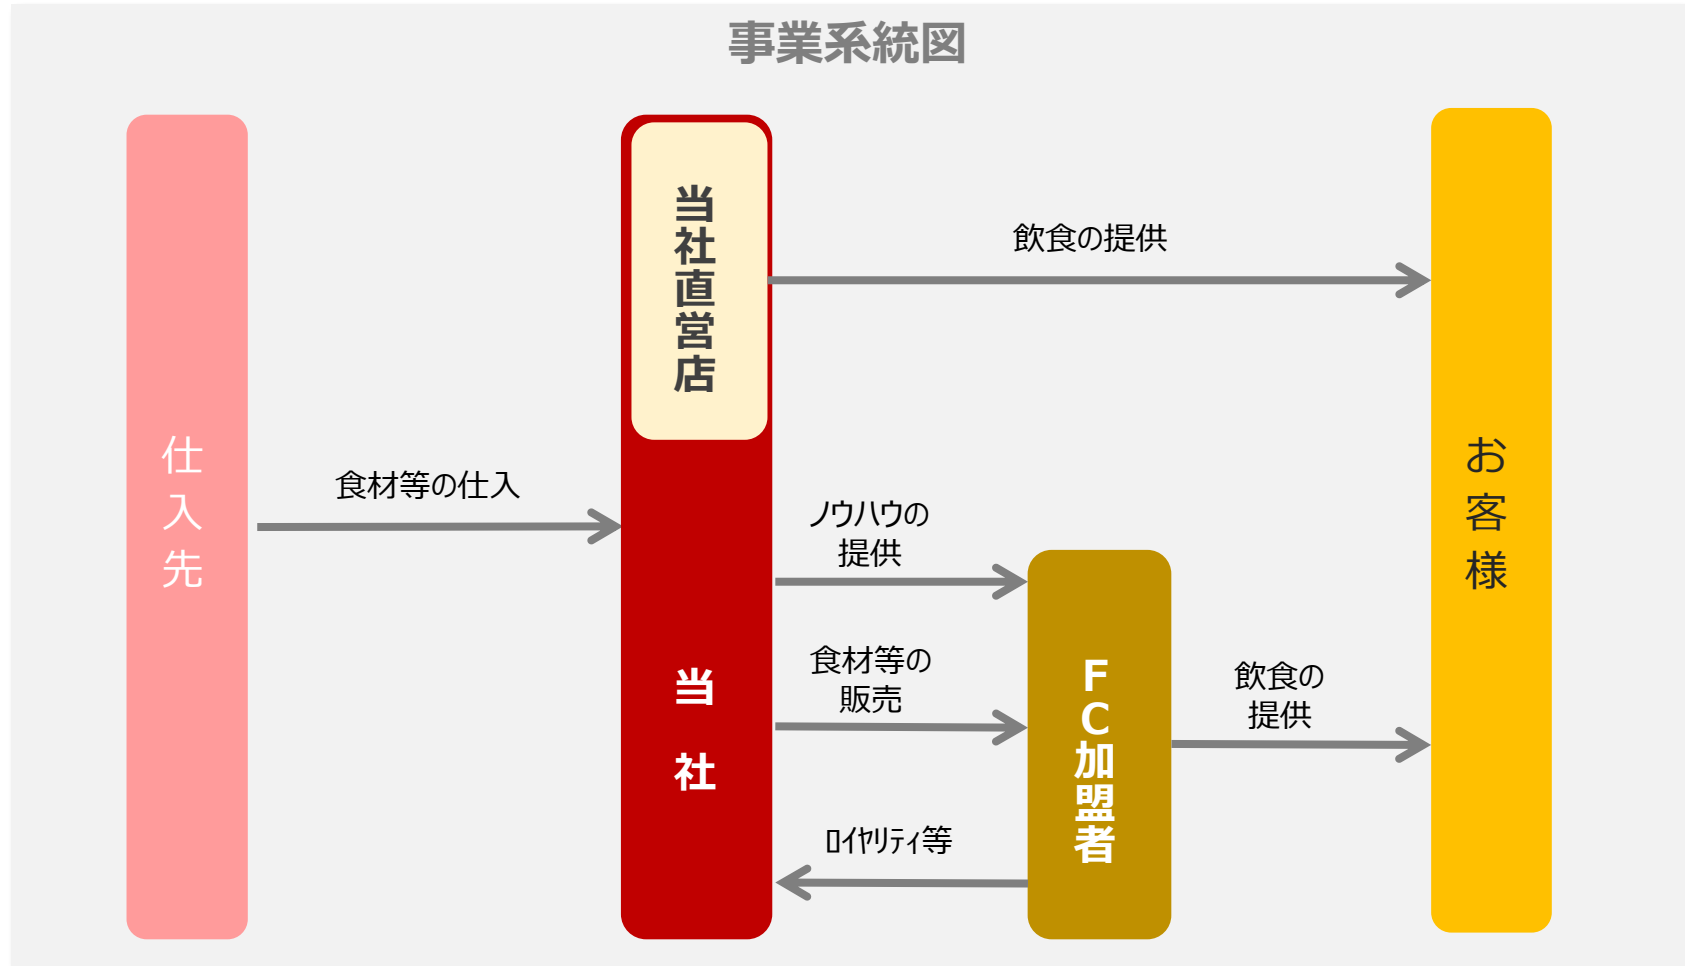 事業系統図
仕入先
食材等の仕入
当社直営店
当社
飲食の提供
ノウハウの
提供
食材等の
販売
ロイヤリティ等
FC加盟者
飲食の
提供
お客様